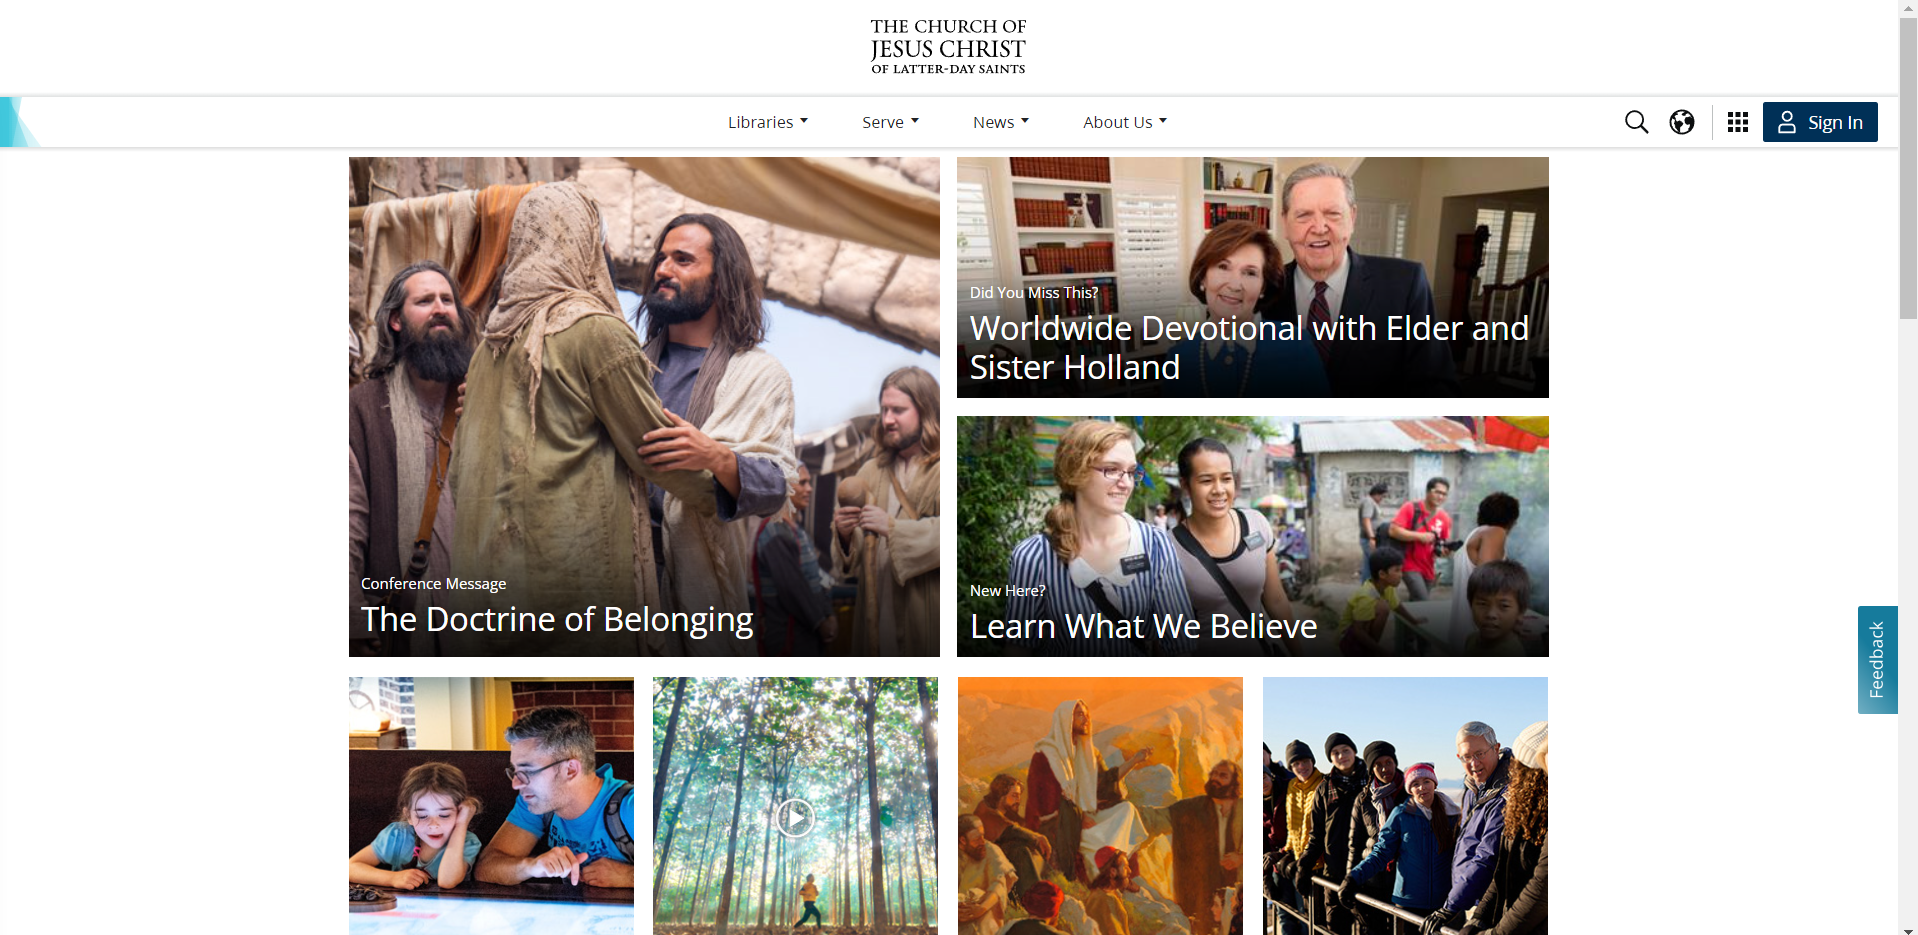 THE CHURCH OF
JESUS CHRIST
OF LATTER-DAY SAINTS
Libraries
Serve
News
About Us
Sign In
Conference Message
The Doctrine of Belonging
Did You Miss This?
Worldwide Devotional with Elder and
Sister Holland
New Here?
Learn What We Believe
Feedback